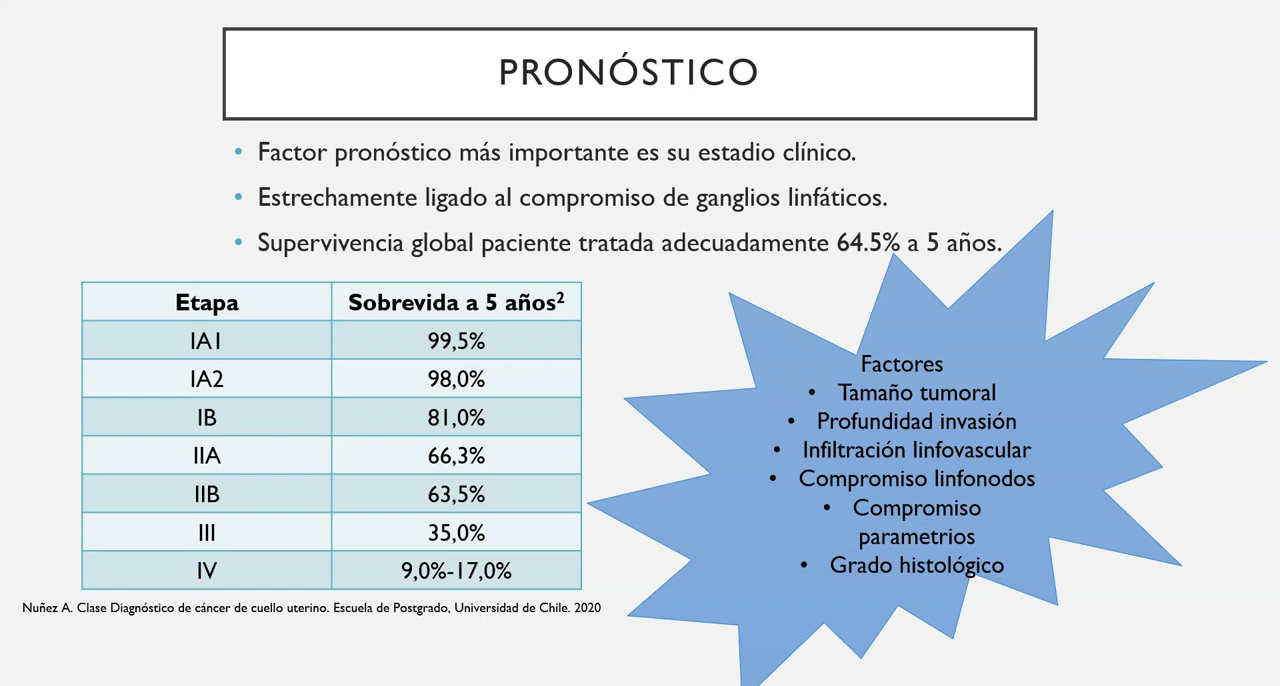 PRONÓSTICO
• Factor pronóstico más importante es su estadio clínico.
• Estrechamente ligado al compromiso de ganglios linfáticos.
• Supervivencia global paciente tratada adecuadamente 64.5% a 5 años.
Etapa Sobrevida a 5 años²
IA1 99,5%
IA2 98,0%
IB 81,0%
IIA 66,3%
IIB 63,5%
III 35,0%
IV 9,0%-17,0%
Nuñez A. Clase Diagnóstico de cáncer de cuello uterino. Escuela de Postgrado, Universidad de Chile. 2020
Factores
• Tamaño tumoral
• Profundidad invasión
• Infiltración linfovascular
• Compromiso linfonodos
• Compromiso
parametrios
• Grado histológico